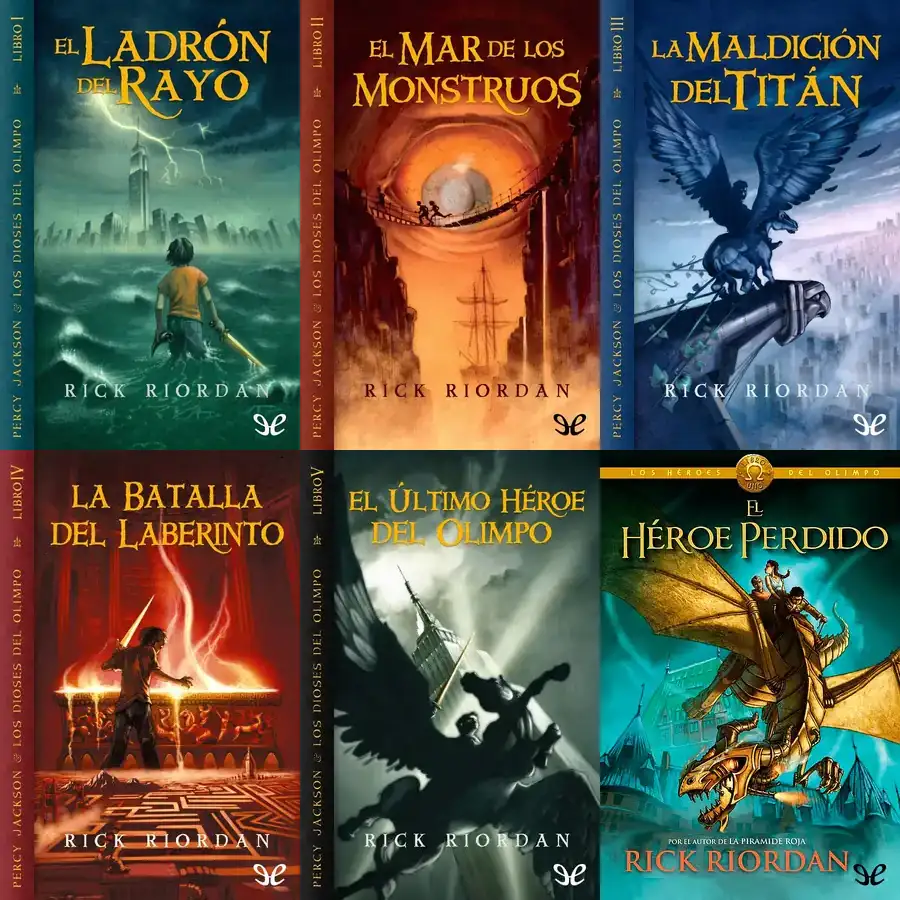 LIBRO I
PERCY JACKSON & LOS DIOSES DEL OLIMPO
EL LADRÓN
DEL RAYO
RICK RIORDAN
LIBRO II
PERCY JACKSON & LOS DIOSES DEL OLIMPO
EL MAR DE LOS
MONSTRUOS
RICK RIORDAN
LIBRO III
PERCY JACKSON & LOS DIOSES DEL OLIMPO
LA MALDICIÓN
DEL TITÁN
RICK RIORDAN
LIBRO IV
PERCY JACKSON & LOS DIOSES DEL OLIMPO
LA BATALLA
DEL LABERINTO
RICK RIORDAN
LIBRO V
PERCY JACKSON & LOS DIOSES DEL OLIMPO
EL ÚLTIMO HÉROE
DEL OLIMPO
RICK RIORDAN
LOS HÉROES DEL OLIMPO
LIBRO
UNO
EL
HÉROE PERDIDO
POR EL AUTOR DE LA PIRÁMIDE ROJA
RICK RIORDAN